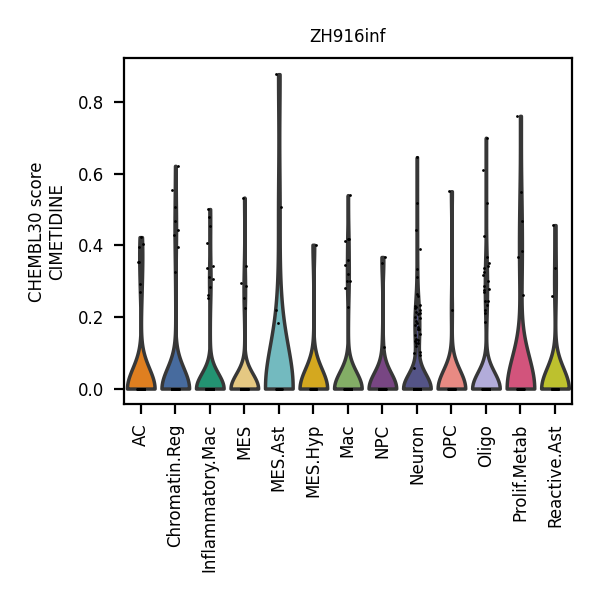 ZH916inf
CHEMBL30 score
CIMETIDINE
0.8
0.6
0.4
0.2
0.0
AC
Chromatin.Reg
Inflammatory.Mac
MES
MES.Ast
MES.Hyp
Mac
NPC
Neuron
OPC
Oligo
Prolif.Metab
Reactive.Ast